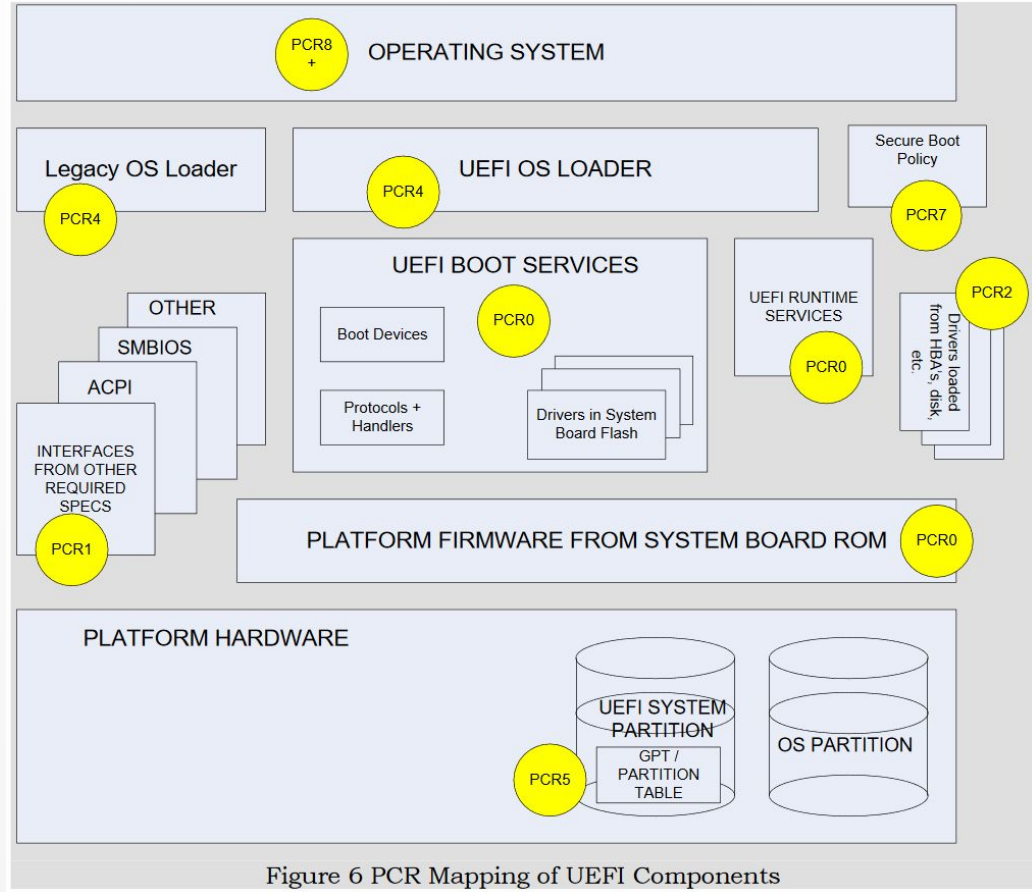 PCR8
+
OPERATING SYSTEM
Legacy OS Loader
PCR4
UEFI OS LOADER
PCR4
Secure Boot
Policy
PCR7
UEFI BOOT SERVICES
PCR0
Boot Devices
Protocols +
Handlers
Drivers in System
Board Flash
UEFI RUNTIME
SERVICES
PCR0
PCR2
Drivers loaded
from HBA's, disk,
etc.
OTHER
SMBIOS
ACPI
INTERFACES
FROM OTHER
REQUIRED
SPECS
PCR1
PLATFORM FIRMWARE FROM SYSTEM BOARD ROM
PCR0
PLATFORM HARDWARE
UEFI SYSTEM
PARTITION
GPT /
PARTITION
TABLE
PCR5
OS PARTITION
Figure 6 PCR Mapping of UEFI Components